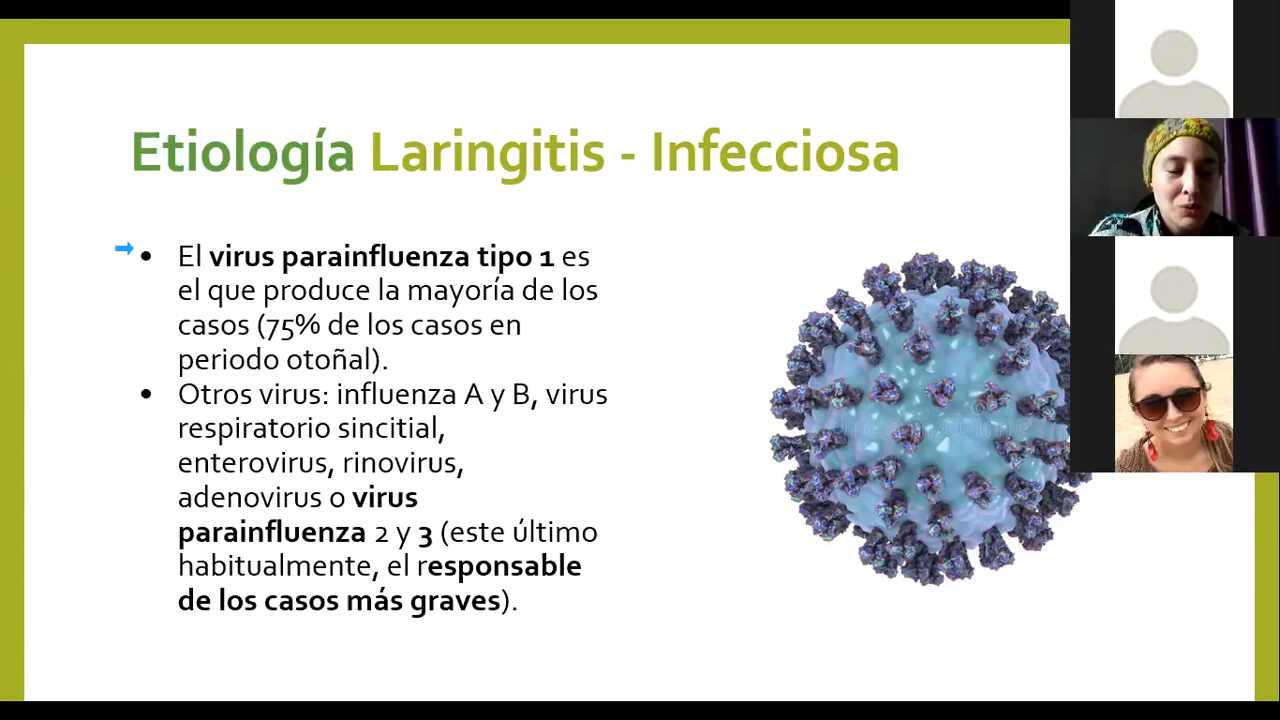 Etiología Laringitis - Infecciosa
• El virus parainfluenza tipo 1 es
el que produce la mayoría de los
casos (75% de los casos en
periodo otoñal).
• Otros virus: influenza A y B, virus
respiratorio sincitial,
enterovirus, rinovirus,
adenovirus o virus
parainfluenza 2 y 3 (este último
habitualmente, el responsable
de los casos más graves).